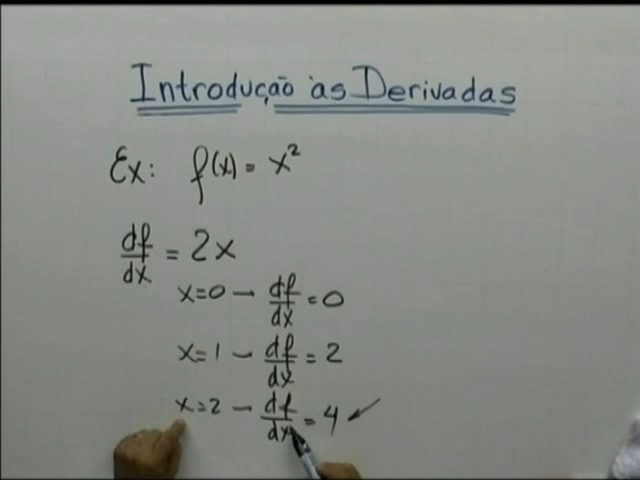 Introdução às Derivadas
Ex: f(x) = x²
df/dx = 2x
x=0 — df/dx = 0
x=1 — df/dx = 2
x=2 — df/dx = 4 ✓